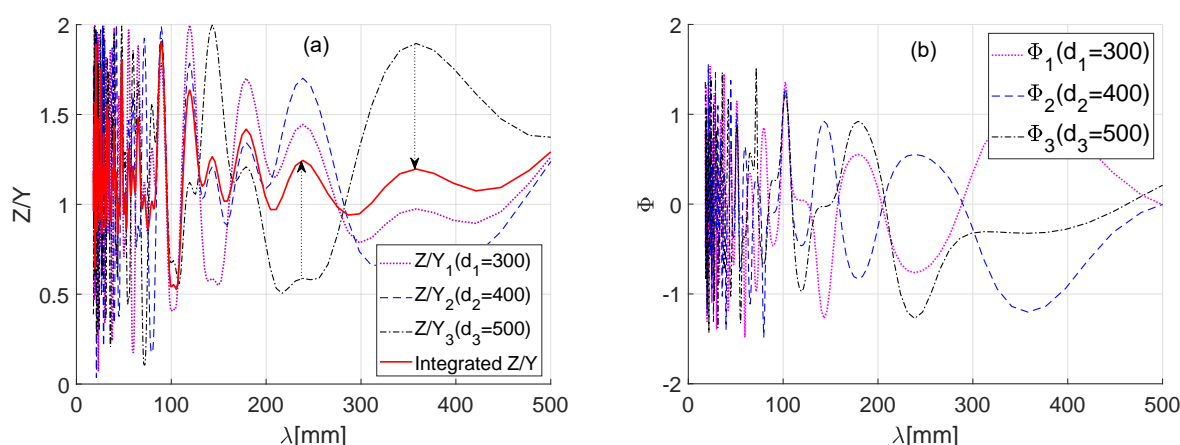 (a)
Z/Y
2
1.5
1
0.5
0
0 100 200 300 400 500
λ[mm]
Z/Y₁(d₁=300)
Z/Y₂(d₂=400)
Z/Y₃(d₃=500)
Integrated Z/Y
(b)
Φ
2
1
0
-1
-2
0 100 200 300 400 500
λ[mm]
Φ₁(d₁=300)
Φ₂(d₂=400)
Φ₃(d₃=500)